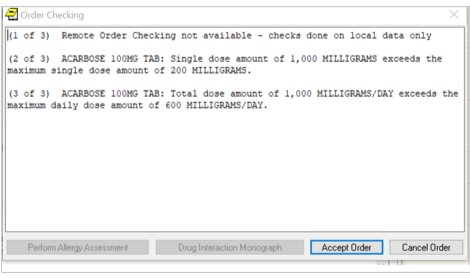 Order Checking
(1 of 3)  Remote Order Checking not available - checks done on local data only
(2 of 3)  ACARBOSE 100MG TAB: Single dose amount of 1,000 MILLIGRAMS exceeds the
maximum single dose amount of 200 MILLIGRAMS.
(3 of 3)  ACARBOSE 100MG TAB: Total dose amount of 1,000 MILLIGRAMS/DAY exceeds the
maximum daily dose amount of 600 MILLIGRAMS/DAY.
Perform Allergy Assessment Drug Interaction Monograph Accept Order Cancel Order